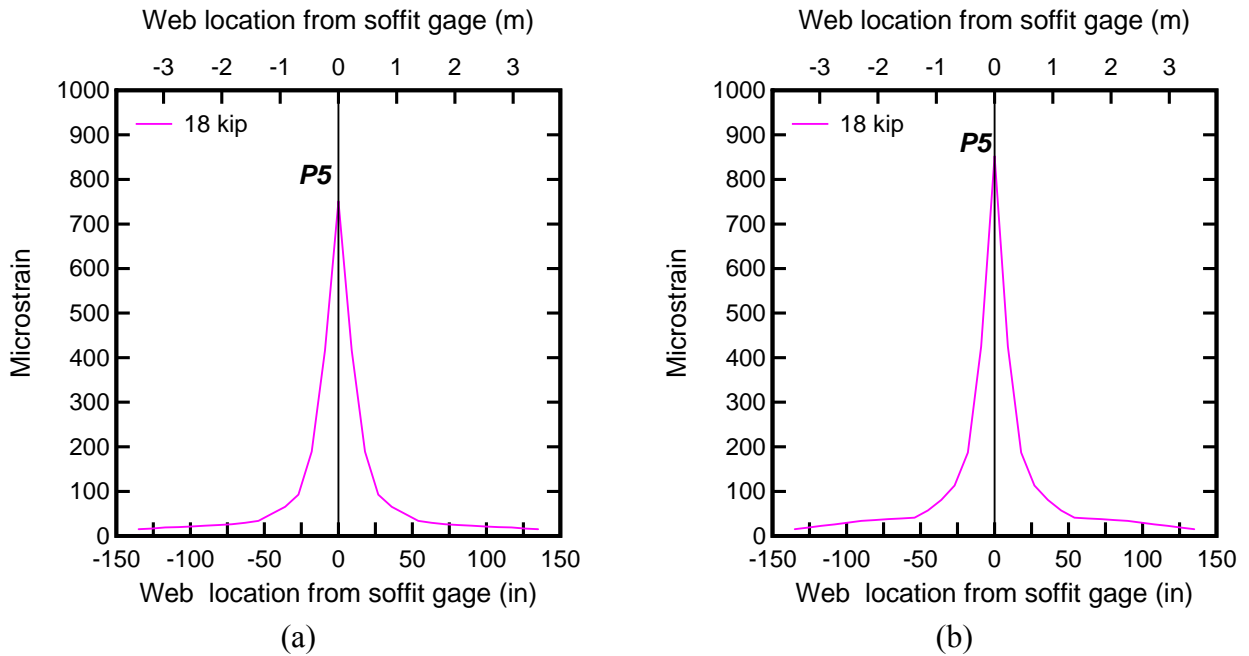 Web location from soffit gage (m)
-3 -2 -1 0 1 2 3
1000
900
800
700
600
500
400
300
200
100
0
Microstrain
18 kip
P5
-150 -100 -50 0 50 100 150
Web location from soffit gage (in)
(a)
Web location from soffit gage (m)
-3 -2 -1 0 1 2 3
1000
900
800
700
600
500
400
300
200
100
0
Microstrain
18 kip
P5
-150 -100 -50 0 50 100 150
Web location from soffit gage (in)
(b)